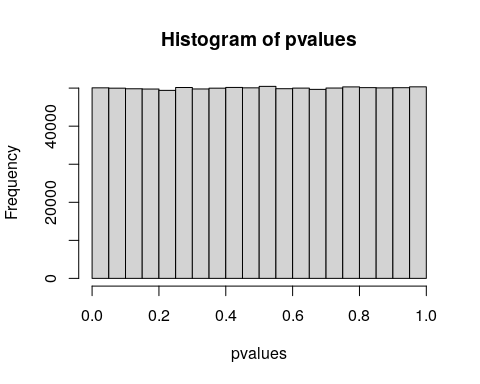 Histogram of pvalues
Frequency
40000
20000
0
0.0 0.2 0.4 0.6 0.8 1.0
pvalues